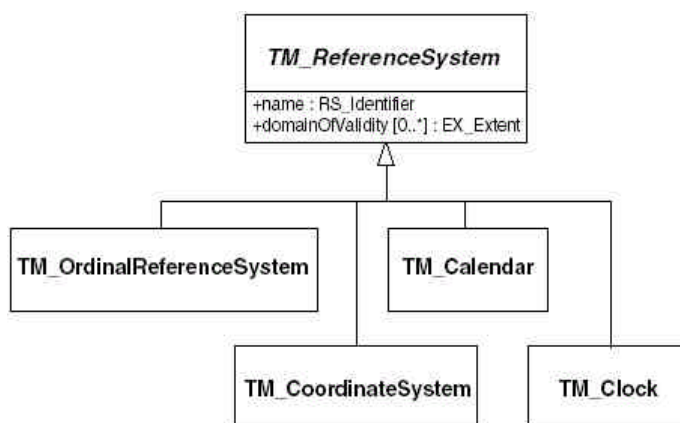 TM_ReferenceSystem
+name : RS_Identifier
+domainOfValidity [0..*] : EX_Extent
TM_OrdinalReferenceSystem
TM_Calendar
TM_CoordinateSystem
TM_Clock